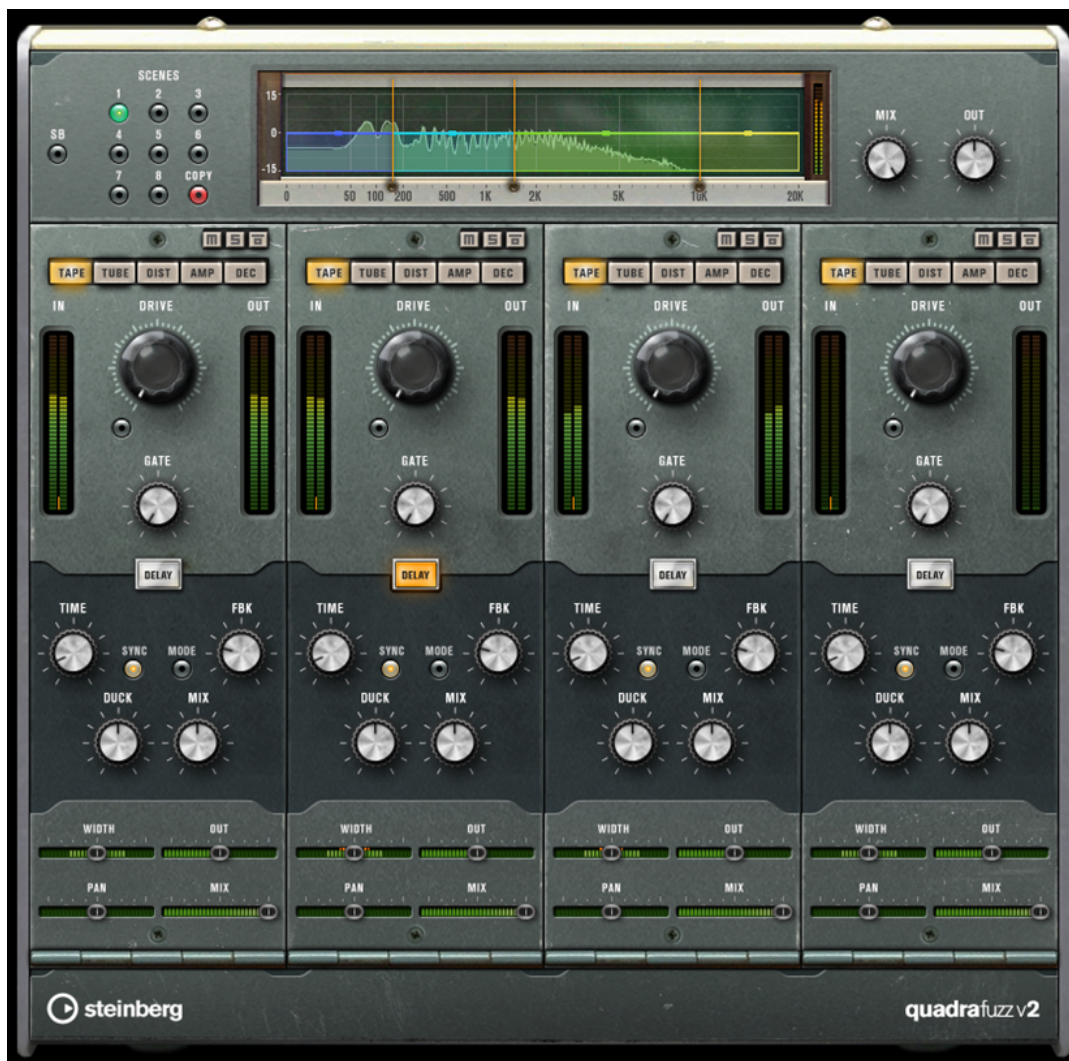 SCENES
1 2 3
SB 4 5 6
7 8 COPY
15
0
-15
0 50 100 200 500 1K 2K 5K 10K 20K
MIX OUT
M S M S M S M S
TAPE TUBE DIST AMP DEC TAPE TUBE DIST AMP DEC TAPE TUBE DIST AMP DEC TAPE TUBE DIST AMP DEC
IN DRIVE OUT IN DRIVE OUT IN DRIVE OUT IN DRIVE OUT
GATE GATE GATE GATE
DELAY DELAY DELAY DELAY
TIME FBK TIME FBK TIME FBK TIME FBK
SYNC MODE SYNC MODE SYNC MODE SYNC MODE
DUCK MIX DUCK MIX DUCK MIX DUCK MIX
WIDTH OUT WIDTH OUT WIDTH OUT WIDTH OUT
PAN MIX PAN MIX PAN MIX PAN MIX
steinberg quadrafuzz v2